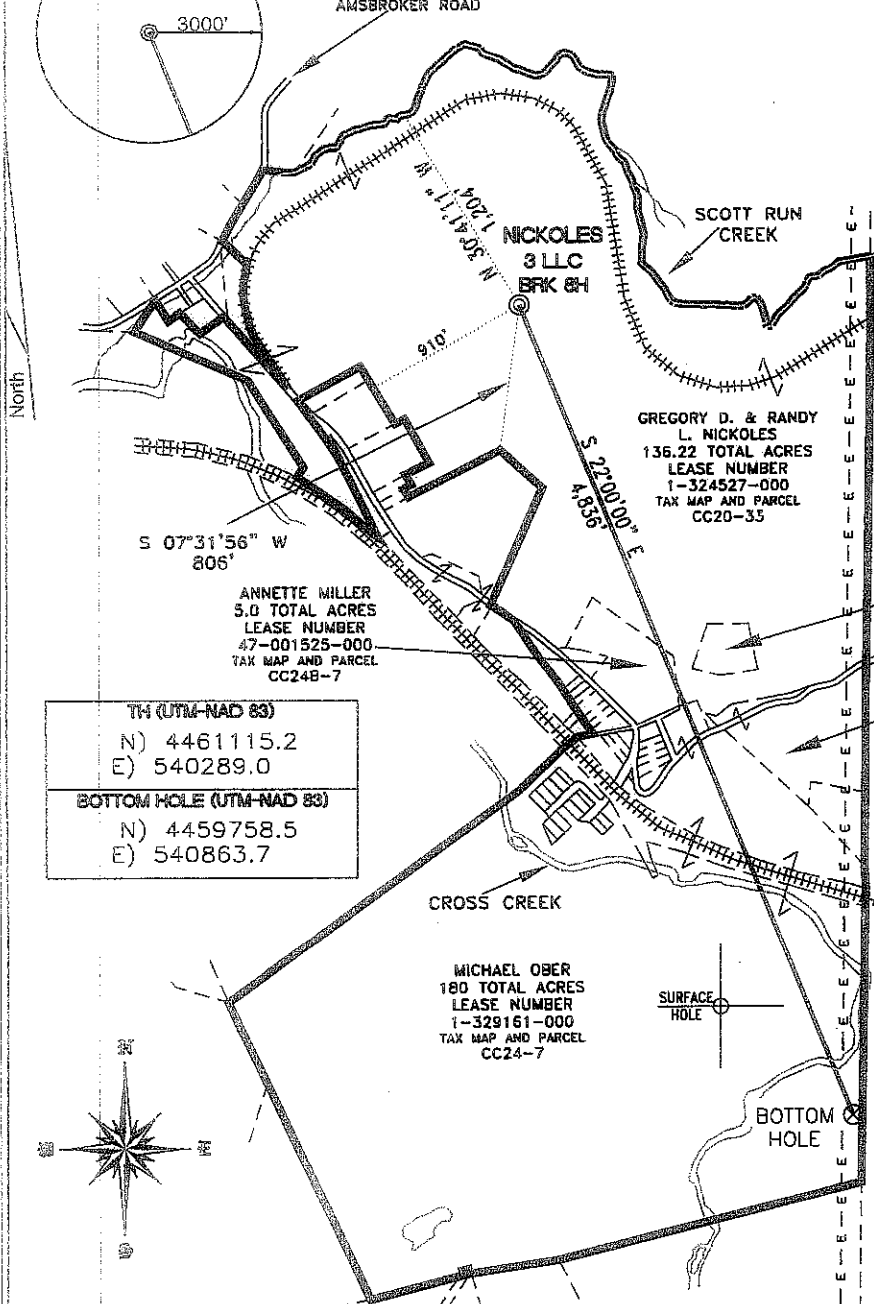 AMSBROKER ROAD
3000'
North
N 30°41'11" W
1,204'
NICKOLES
3 LLC
BRK 8H
SCOTT RUN
CREEK
910'
S 22°00'00" E
4,836'
GREGORY D. & RANDY
L. NICKOLES
136.22 TOTAL ACRES
LEASE NUMBER
1-324527-000
TAX MAP AND PARCEL
CC20-33
S 07°31'56" W
806'
ANNETTE MILLER
5.0 TOTAL ACRES
LEASE NUMBER
47-001525-000
TAX MAP AND PARCEL
CC24B-7
TH (UTM-NAD 83)
N) 4461115.2
E) 540289.0
BOTTOM HOLE (UTM-NAD 83)
N) 4459758.5
E) 540863.7
CROSS CREEK
MICHAEL OBER
180 TOTAL ACRES
LEASE NUMBER
1-329161-000
TAX MAP AND PARCEL
CC24-7
SURFACE
HOLE
BOTTOM
HOLE
N
E
S
E E E E E E E E E E E E E E E E E E E E